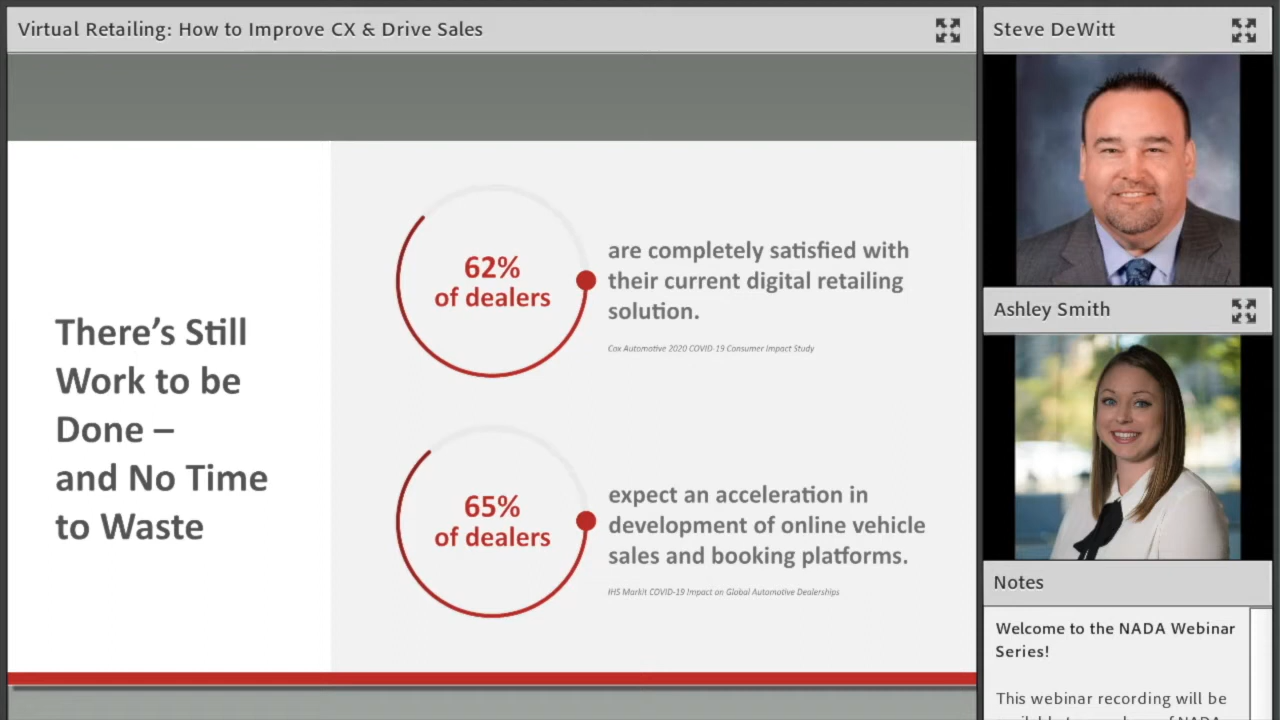 Virtual Retailing: How to Improve CX & Drive Sales
There's Still
Work to be
Done –
and No Time
to Waste
62%
of dealers
are completely satisfied with
their current digital retailing
solution.
Cox Automotive 2020 COVID-19 Consumer Impact Study
65%
of dealers
expect an acceleration in
development of online vehicle
sales and booking platforms.
IHS Markit COVID-19 Impact on Global Automotive Dealerships
Steve DeWitt
Ashley Smith
Notes
Welcome to the NADA Webinar
Series!
This webinar recording will be